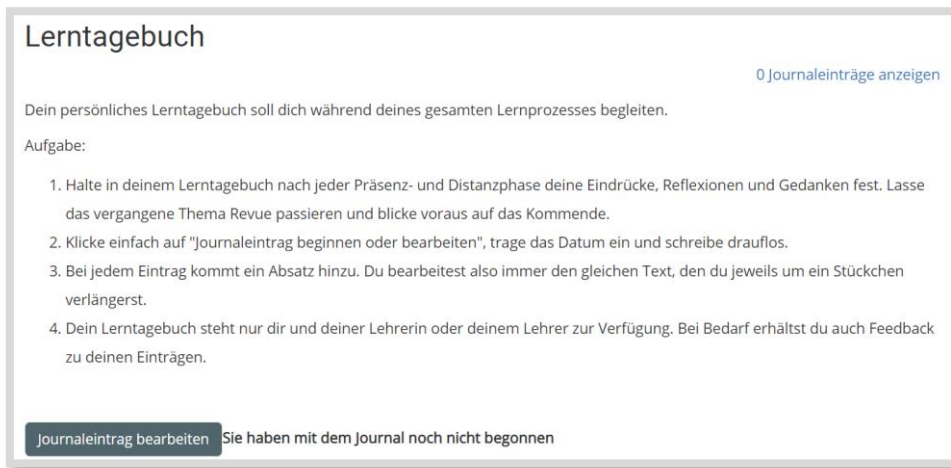 Lerntagebuch
0 Journaleinträge anzeigen
Dein persönliches Lerntagebuch soll dich während deines gesamten Lernprozesses begleiten.
Aufgabe:
1. Halte in deinem Lerntagebuch nach jeder Präsenz- und Distanzphase deine Eindrücke, Reflexionen und Gedanken fest. Lasse
das vergangene Thema Revue passieren und blicke voraus auf das Kommende.
2. Klicke einfach auf "Journaleintrag beginnen oder bearbeiten", trage das Datum ein und schreibe drauflos.
3. Bei jedem Eintrag kommt ein Absatz hinzu. Du bearbeitest also immer den gleichen Text, den du jeweils um ein Stückchen
verlängerst.
4. Dein Lerntagebuch steht nur dir und deiner Lehrerin oder deinem Lehrer zur Verfügung. Bei Bedarf erhältst du auch Feedback
zu deinen Einträgen.
Journaleintrag bearbeiten Sie haben mit dem Journal noch nicht begonnen